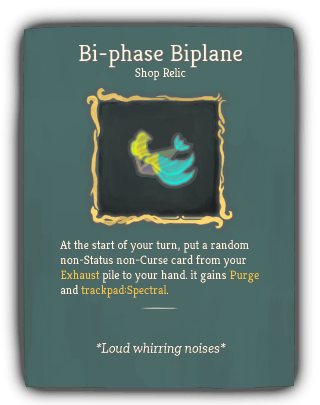 Bi-phase Biplane
Shop Relic
At the start of your turn, put a random
non-Status non-Curse card from your
Exhaust pile to your hand. it gains Purge
and trackpad:Spectral.
*Loud whirring noises*